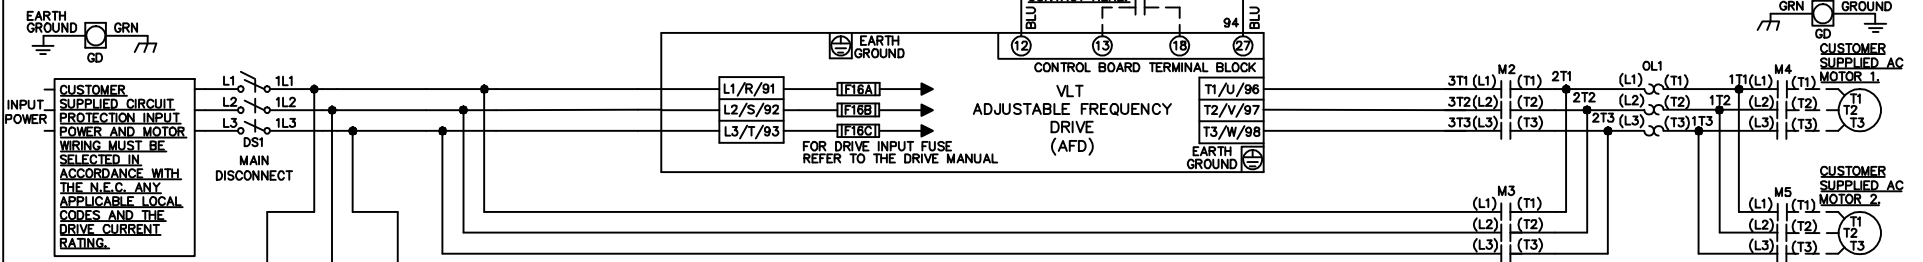 EARTH
GROUND
GRN
GD
INPUT
POWER
CUSTOMER
SUPPLIED CIRCUIT
PROTECTION INPUT
POWER AND MOTOR
WIRING MUST BE
SELECTED IN
ACCORDANCE WITH
THE N.E.C. ANY
APPLICABLE LOCAL
CODES AND THE
DRIVE CURRENT
RATING.
L1 1L1
L2 1L2
L3 1L3
DS1
MAIN
DISCONNECT
BLU
94
BLU
EARTH
GROUND
12 13 18 27
CONTROL BOARD TERMINAL BLOCK
L1/R/91
L2/S/92
L3/T/93
F16A
F16B
F16C
FOR DRIVE INPUT FUSE
REFER TO THE DRIVE MANUAL
VLT
ADJUSTABLE FREQUENCY
DRIVE
(AFD)
T1/U/96
T2/V/97
T3/W/98
EARTH
GROUND
M2
3T1 (L1) (T1) 2T1
3T2 (L2) (T2) 2T2
3T3 (L3) (T3) 2T3
M3
(L1) (T1)
(L2) (T2)
(L3) (T3)
OL1
(L1) (T1) 1T1
(L2) (T2) 1T2
(L3) (T3) 1T3
GRN
GROUND
GD
M4
(L1) (T1)
(L2) (T2)
(L3) (T3)
CUSTOMER
SUPPLIED AC
MOTOR 1.
T1
T2
T3
M5
(L1) (T1)
(L2) (T2)
(L3) (T3)
CUSTOMER
SUPPLIED AC
MOTOR 2.
T1
T2
T3